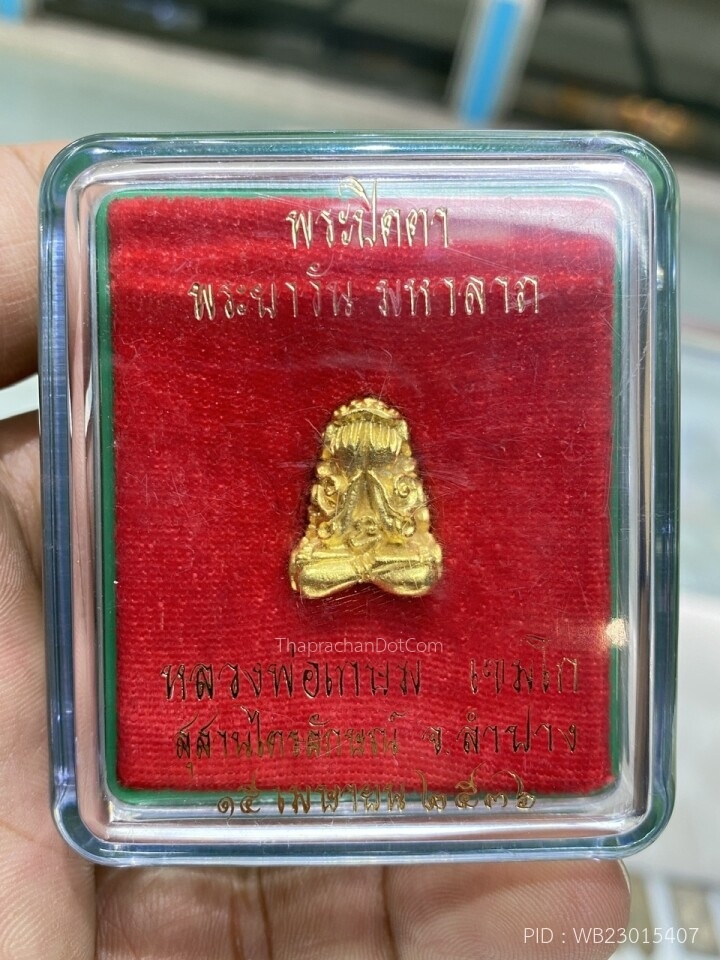 พระปิดตา
พระยาวัน มหาลาภ
ThaprachanDotCom
หลวงพ่อเกษม เขมโก
สุสานไตรลักษณ์ จ.ลำปาง
๑๕ เมษายน ๒๕๓๖
PID : WB23015407